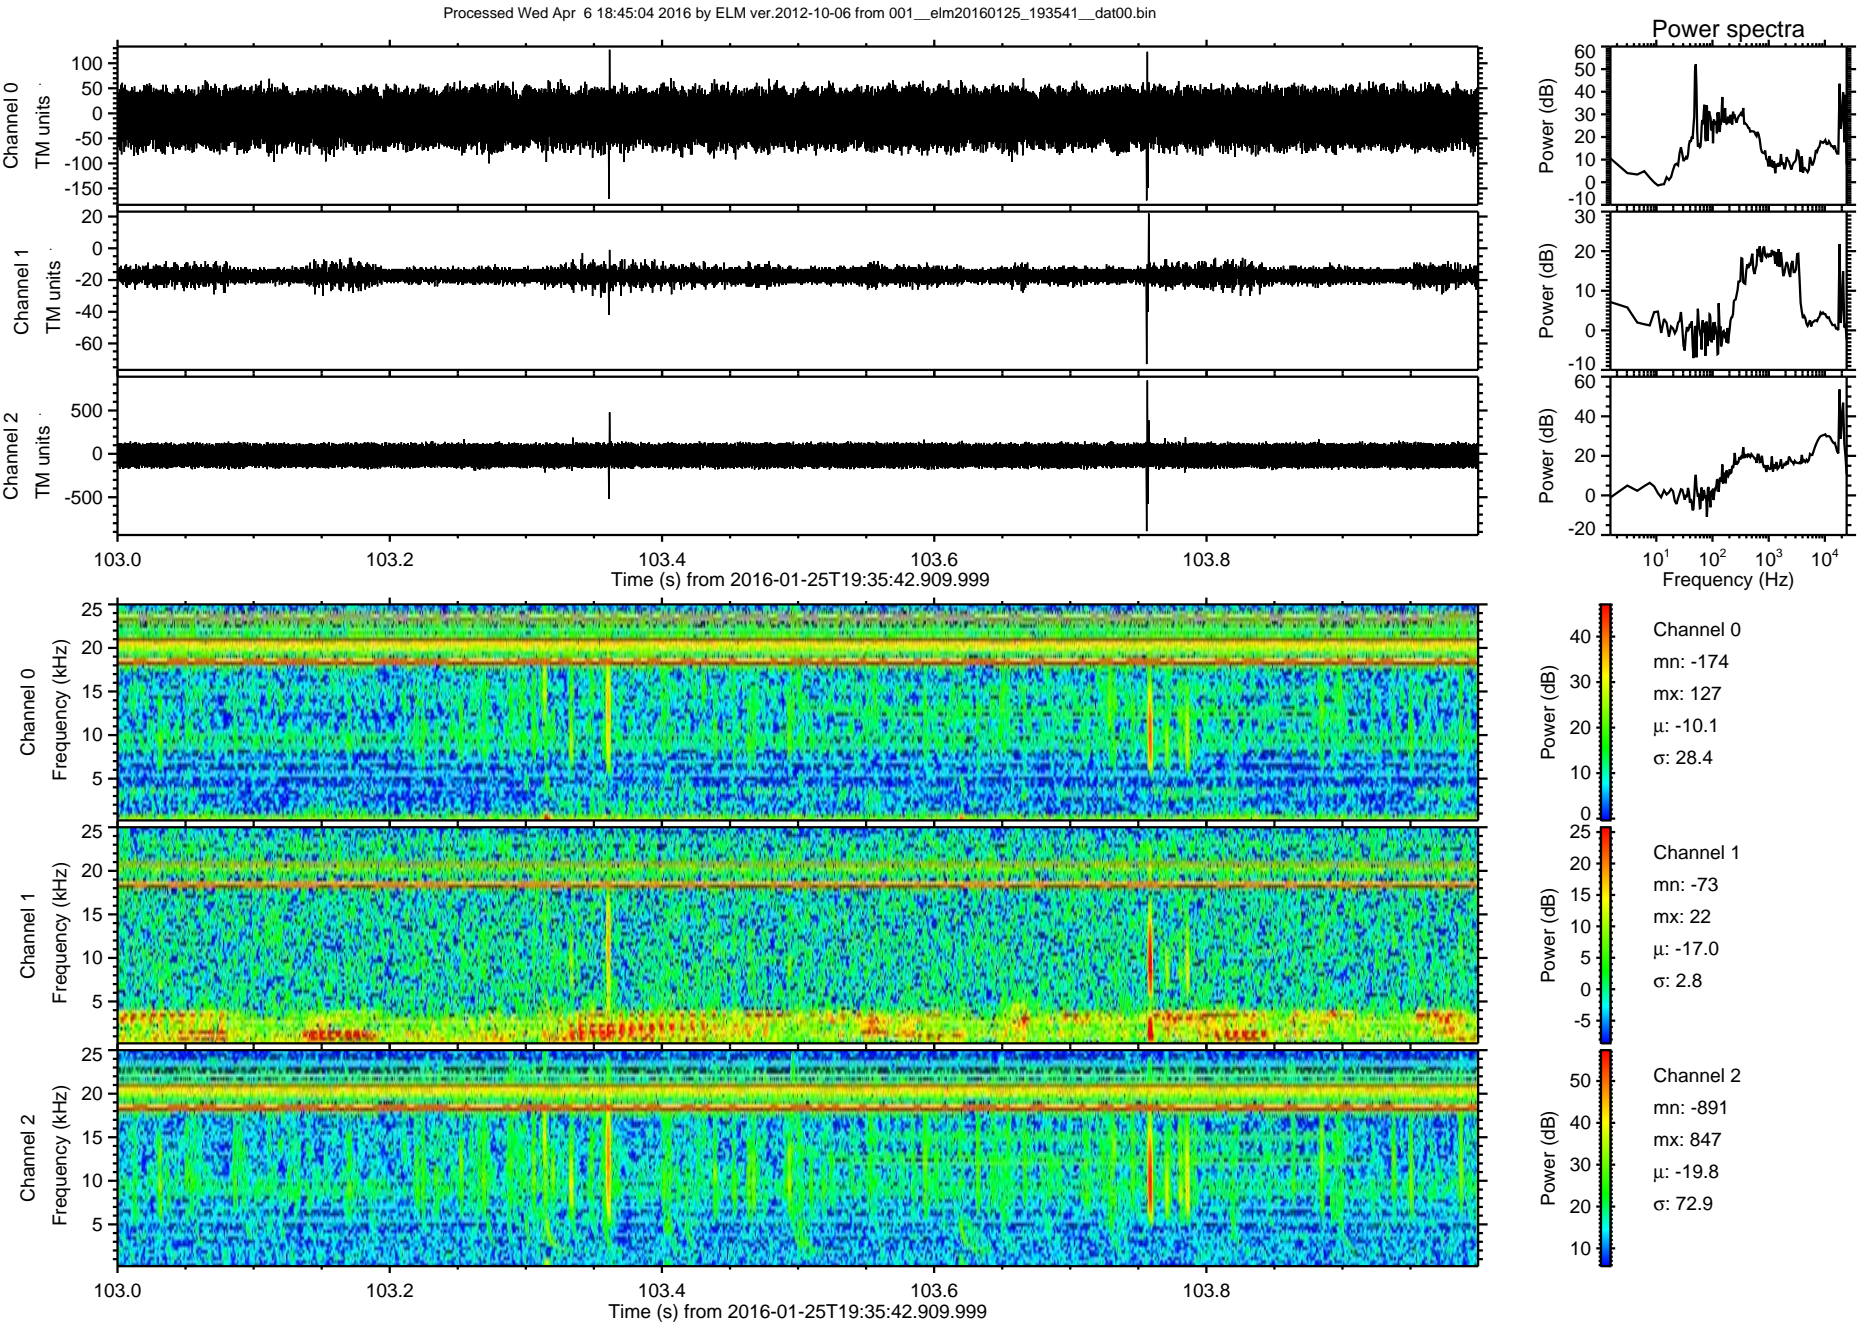 Processed Wed Apr  6 18:45:04 2016 by ELM ver.2012-10-06 from 001__elm20160125_193541__dat00.bin
Power spectra
Channel 0
TM units
100
50
0
-50
-100
-150
Power (dB)
60
50
40
30
20
10
0
-10
Channel 1
TM units
20
0
-20
-40
-60
Power (dB)
30
20
10
0
-10
Channel 2
TM units
500
0
-500
Power (dB)
60
40
20
0
-20
103.0 103.2 103.4 103.6 103.8
Time (s) from 2016-01-25T19:35:42.909.999
10^1 10^2 10^3 10^4
Frequency (Hz)
Channel 0
Frequency (kHz)
25
20
15
10
5
Power (dB)
40
30
20
10
0
Channel 0
mn: -174
mx: 127
μ: -10.1
σ: 28.4
Channel 1
Frequency (kHz)
25
20
15
10
5
Power (dB)
25
20
15
10
5
0
-5
Channel 1
mn: -73
mx: 22
μ: -17.0
σ: 2.8
Channel 2
Frequency (kHz)
25
20
15
10
5
Power (dB)
50
40
30
20
10
Channel 2
mn: -891
mx: 847
μ: -19.8
σ: 72.9
103.0 103.2 103.4 103.6 103.8
Time (s) from 2016-01-25T19:35:42.909.999